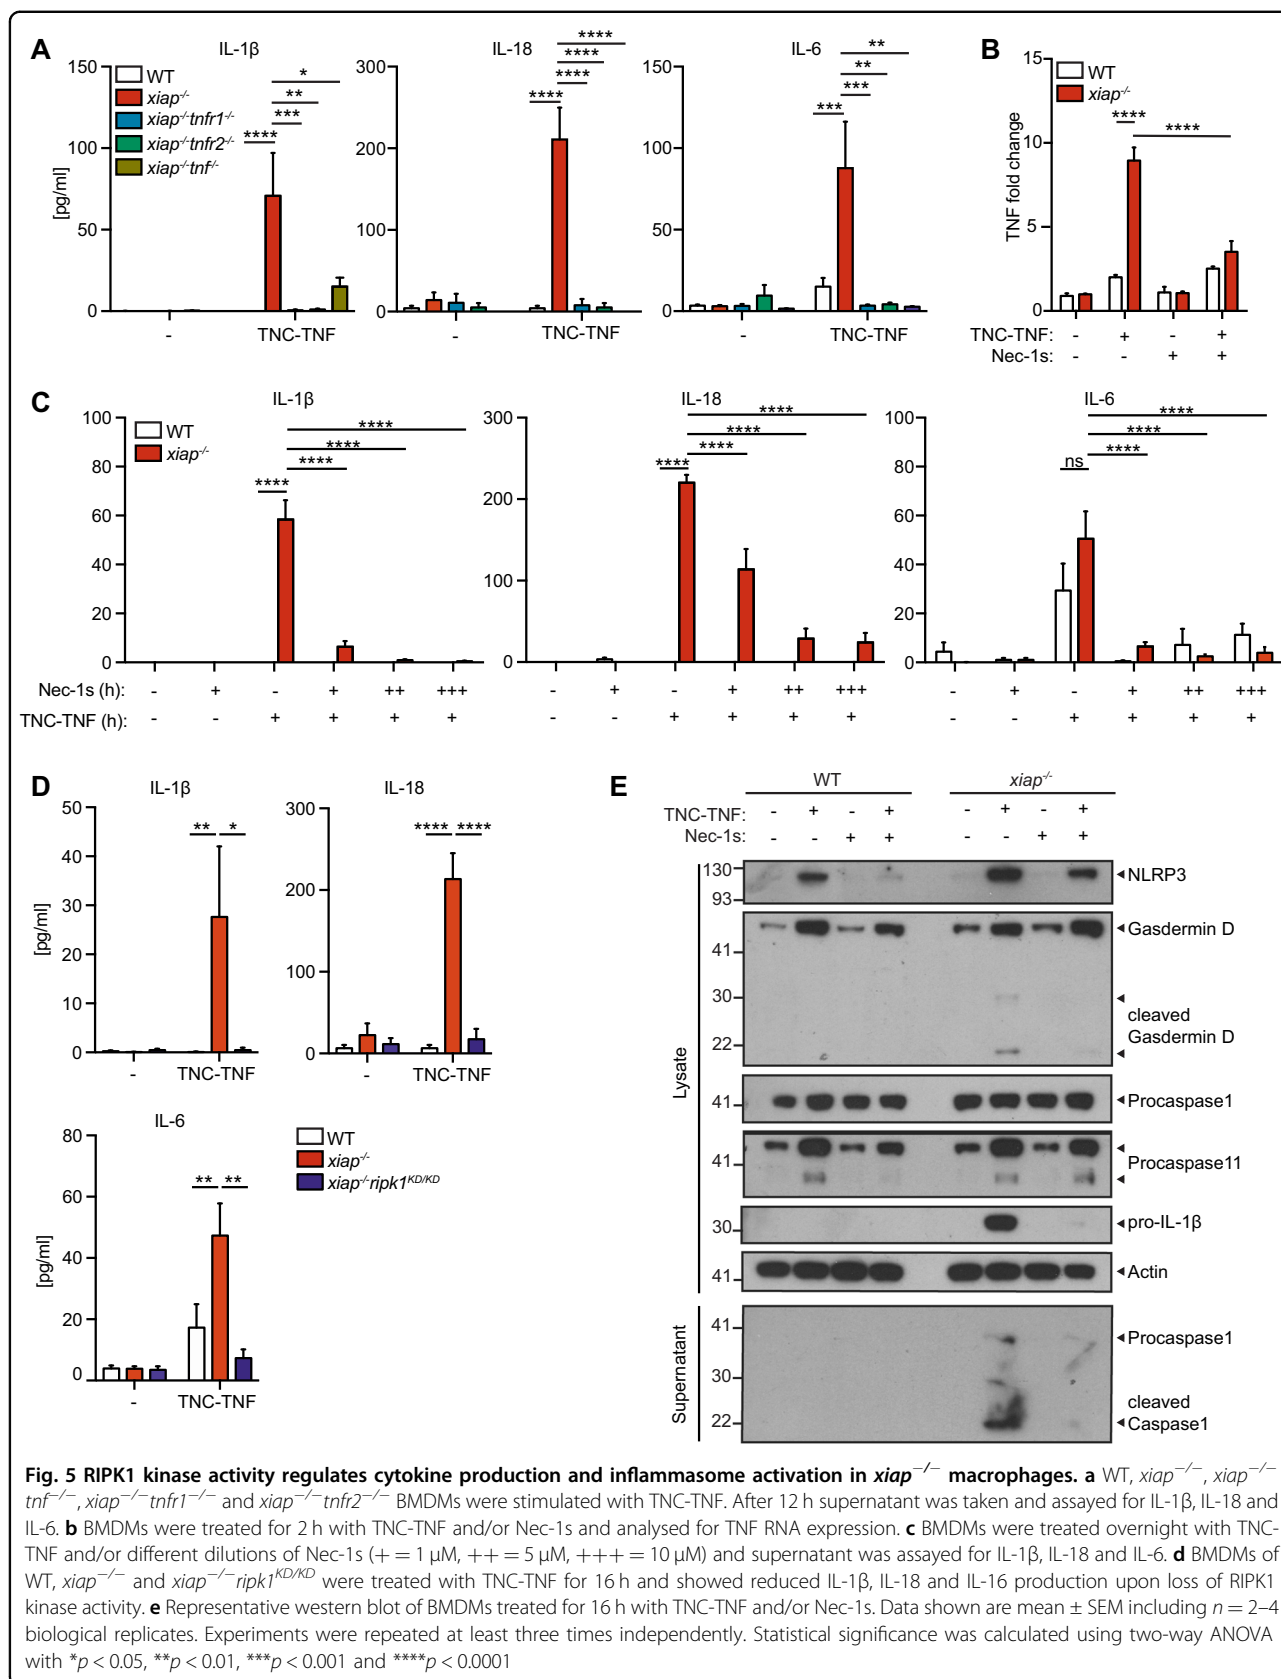 A
IL-1β
IL-18
IL-6
WT
xiap-/-
xiap-/-tnfr1-/-
xiap-/-tnfr2-/-
xiap-/-tnf-/-
[pg/ml]
150
100
50
0
* ** *** ****
- TNC-TNF
300
200
100
0
**** **** **** ****
- TNC-TNF
150
100
50
0
** ** *** ***
- TNC-TNF
B
WT
xiap-/-
TNF fold change
15
10
5
0
**** ****
TNC-TNF: - + - +
Nec-1s: - - + +
C
IL-1β
IL-18
IL-6
WT
xiap-/-
100
80
60
40
20
0
**** **** **** ****
300
200
100
0
**** **** **** ****
100
80
60
40
20
0
**** **** **** ns
Nec-1s (h): - + - + ++ +++ - + - + ++ +++ - + - + ++ +++
TNC-TNF (h): - - + + + + - - + + + + - - + + + +
D
IL-1β
IL-18
[pg/ml]
50
40
30
20
10
0
** *
- TNC-TNF
300
200
100
0
**** ****
- TNC-TNF
IL-6
[pg/ml]
80
60
40
20
0
** **
- TNC-TNF
WT
xiap-/-
xiap-/-ripk1KD/KD
E
WT xiap-/-
TNC-TNF: - + - + - + - +
Nec-1s: - - + + - - + +
Lysate
130
93
NLRP3
Gasdermin D
41
30
22
cleaved
Gasdermin D
41 Procaspase1
41 Procaspase11
30 pro-IL-1β
41 Actin
Supernatant
41
30
22
Procaspase1
cleaved
Caspase1
Fig. 5 RIPK1 kinase activity regulates cytokine production and inflammasome activation in xiap−/− macrophages. a WT, xiap−/−, xiap−/−
tnf−/−, xiap−/−tnfr1−/− and xiap−/−tnfr2−/− BMDMs were stimulated with TNC-TNF. After 12 h supernatant was taken and assayed for IL-1β, IL-18 and
IL-6. b BMDMs were treated for 2 h with TNC-TNF and/or Nec-1s and analysed for TNF RNA expression. c BMDMs were treated overnight with TNC-
TNF and/or different dilutions of Nec-1s (+ = 1 µM, ++ = 5 µM, +++ = 10 µM) and supernatant was assayed for IL-1β, IL-18 and IL-6. d BMDMs of
WT, xiap−/− and xiap−/−ripk1KD/KD were treated with TNC-TNF for 16 h and showed reduced IL-1β, IL-18 and IL-16 production upon loss of RIPK1
kinase activity. e Representative western blot of BMDMs treated for 16 h with TNC-TNF and/or Nec-1s. Data shown are mean ± SEM including n = 2–4
biological replicates. Experiments were repeated at least three times independently. Statistical significance was calculated using two-way ANOVA
with *p < 0.05, **p < 0.01, ***p < 0.001 and ****p < 0.0001